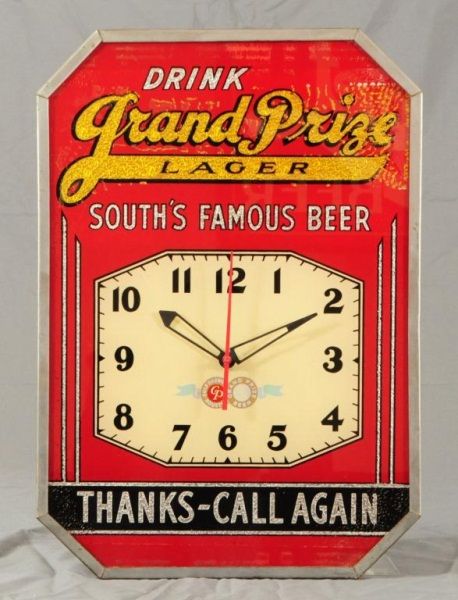 DRINK
Grand Prize
LAGER
SOUTH'S FAMOUS BEER
11 12 1
10 2
9 3
8 4
7 6 5
GP
THANKS-CALL AGAIN